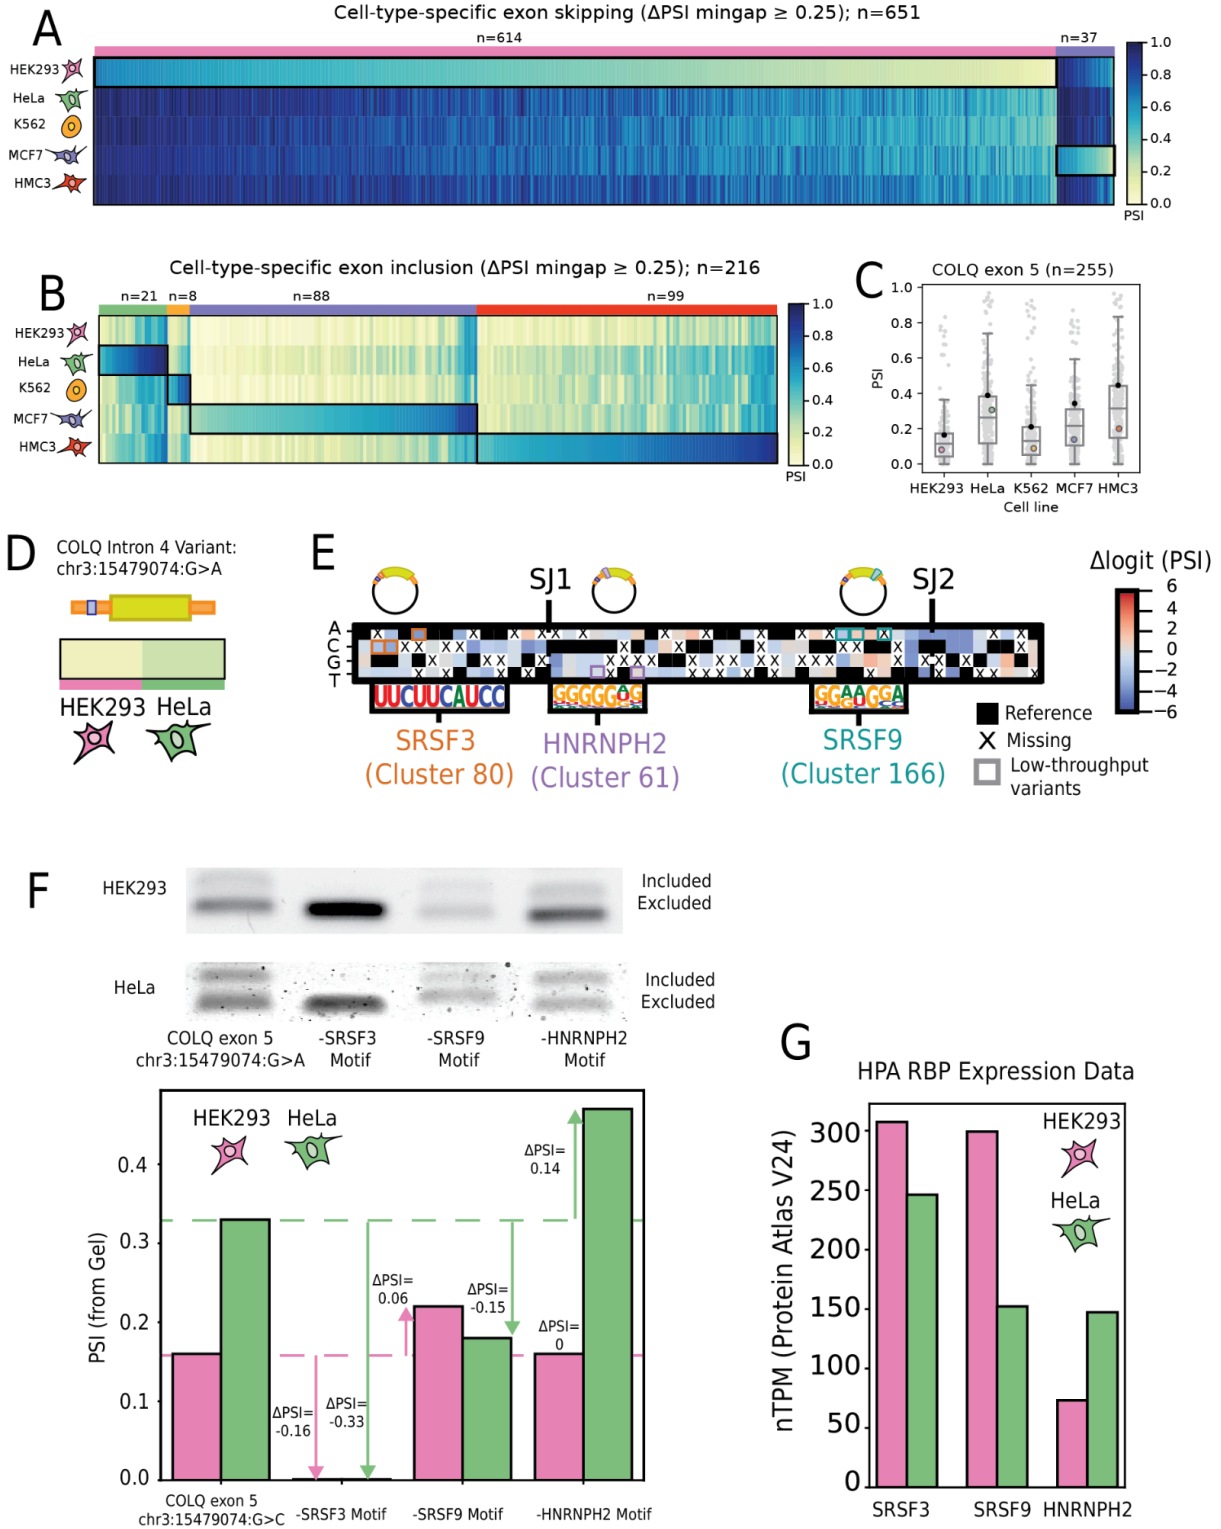 A
Cell-type-specific exon skipping (ΔPSI mingap ≥ 0.25); n=651
n=614
n=37
HEK293
HeLa
K562
MCF7
HMC3
1.0
0.8
0.6
0.4
0.2
0.0
PSI
B
Cell-type-specific exon inclusion (ΔPSI mingap ≥ 0.25); n=216
n=21
n=8
n=88
n=99
HEK293
HeLa
K562
MCF7
HMC3
1.0
0.8
0.6
0.4
0.2
0.0
PSI
C
COLQ exon 5 (n=255)
PSI
1.0
0.8
0.6
0.4
0.2
0.0
HEK293 HeLa K562 MCF7 HMC3
Cell line
D
COLQ Intron 4 Variant:
chr3:15479074:G>A
HEK293 HeLa
E
SJ1
SJ2
A
C
G
T
UUCUUCAUCC
GGGGGAG
GGAAGGA
SRSF3
(Cluster 80)
HNRNPH2
(Cluster 61)
SRSF9
(Cluster 166)
Δlogit (PSI)
6
4
2
0
−2
−4
−6
Reference
X Missing
Low-throughput
variants
F
HEK293
Included
Excluded
HeLa
Included
Excluded
COLQ exon 5
chr3:15479074:G>A
-SRSF3
Motif
-SRSF9
Motif
-HNRNPH2
Motif
HEK293 HeLa
PSI (from Gel)
0.4
0.3
0.2
0.1
0.0
ΔPSI=
-0.16
ΔPSI=
-0.33
ΔPSI=
0.06
ΔPSI=
-0.15
ΔPSI=
0
ΔPSI=
0.14
COLQ exon 5
chr3:15479074:G>C
-SRSF3 Motif
-SRSF9 Motif
-HNRNPH2 Motif
G
HPA RBP Expression Data
HEK293
HeLa
nTPM (Protein Atlas V24)
300
250
200
150
100
50
0
SRSF3
SRSF9
HNRNPH2